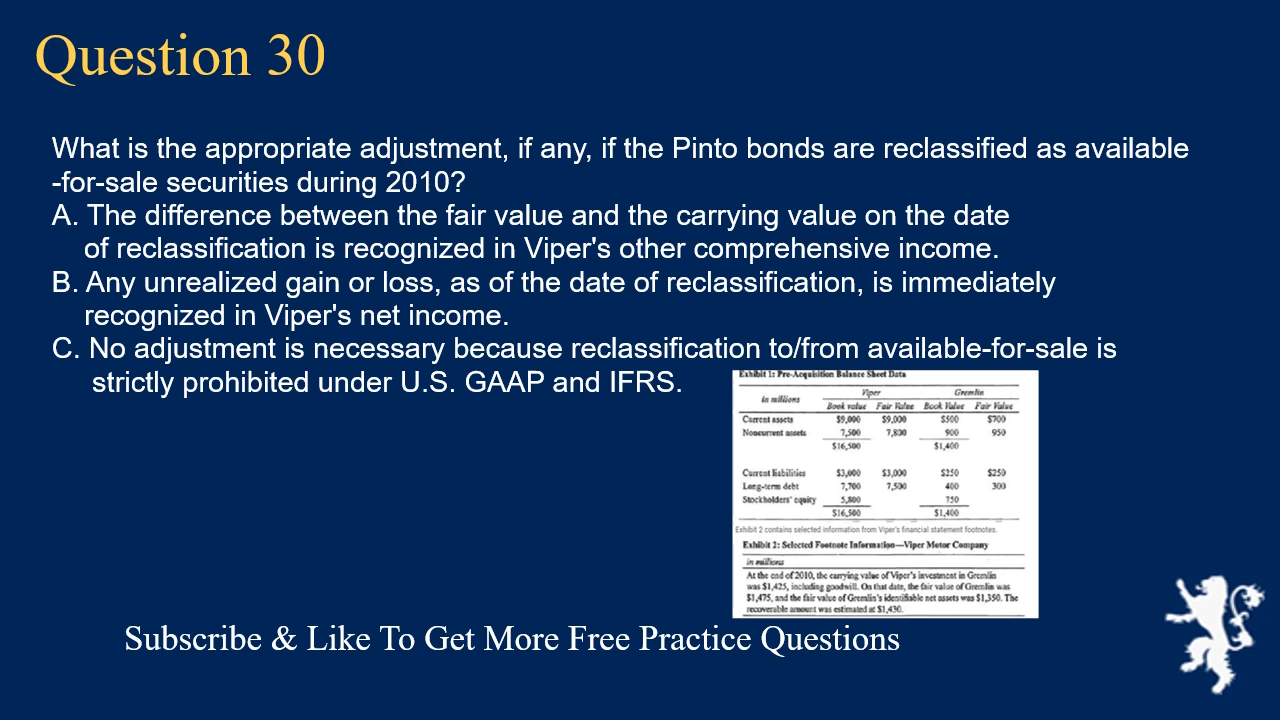 Question 30
What is the appropriate adjustment, if any, if the Pinto bonds are reclassified as available
-for-sale securities during 2010?
A. The difference between the fair value and the carrying value on the date
of reclassification is recognized in Viper's other comprehensive income.
B. Any unrealized gain or loss, as of the date of reclassification, is immediately
recognized in Viper's net income.
C. No adjustment is necessary because reclassification to/from available-for-sale is
strictly prohibited under U.S. GAAP and IFRS.
Exhibit 1: Pre-Acquisition Balance Sheet Data
in millions Viper Gremlin
Book value Fair Value Book Value Fair Value
Current assets $9,000 $9,000 $500 $700
Noncurrent assets 7,500 7,800 900 950
$16,500 $1,400
Current liabilities $3,000 $3,000 $250 $250
Long-term debt 7,700 7,500 400 300
Stockholders' equity 5,800 750
$16,500 $1,400
Exhibit 2 contains selected information from Viper's financial statement footnotes.
Exhibit 2: Selected Footnote Information—Viper Motor Company
in millions
At the end of 2010, the carrying value of Viper's investment in Gremlin
was $1,425, including goodwill. On that date, the fair value of Gremlin was
$1,475, and the fair value of Gremlin's identifiable net assets was $1,350. The
recoverable amount was estimated at $1,430.
Subscribe & Like To Get More Free Practice Questions